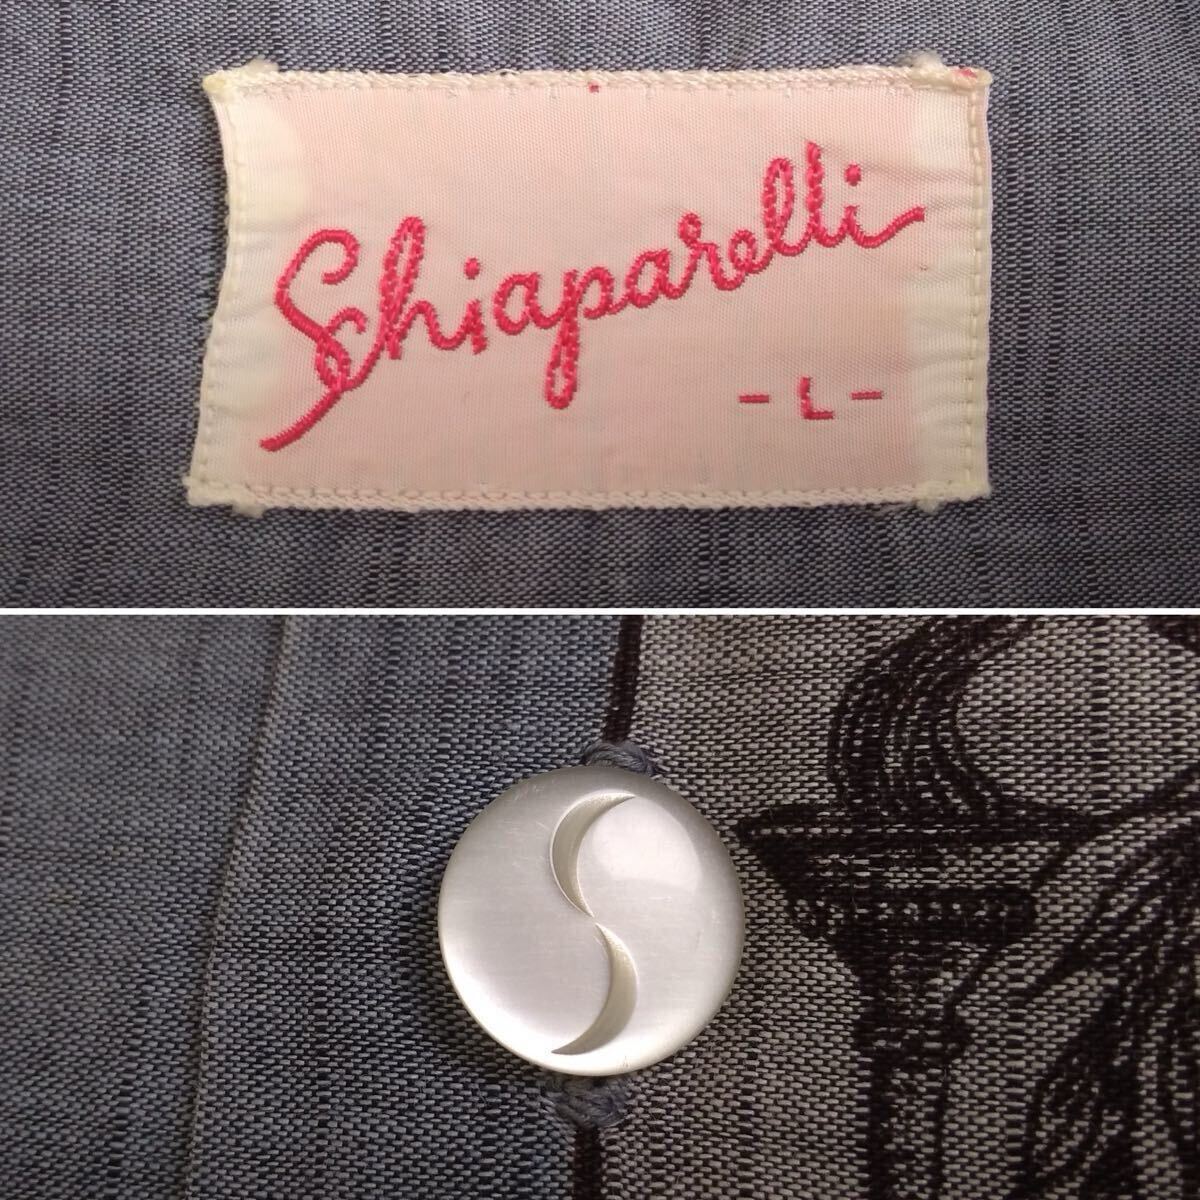 Schiaparelli
- L -
S